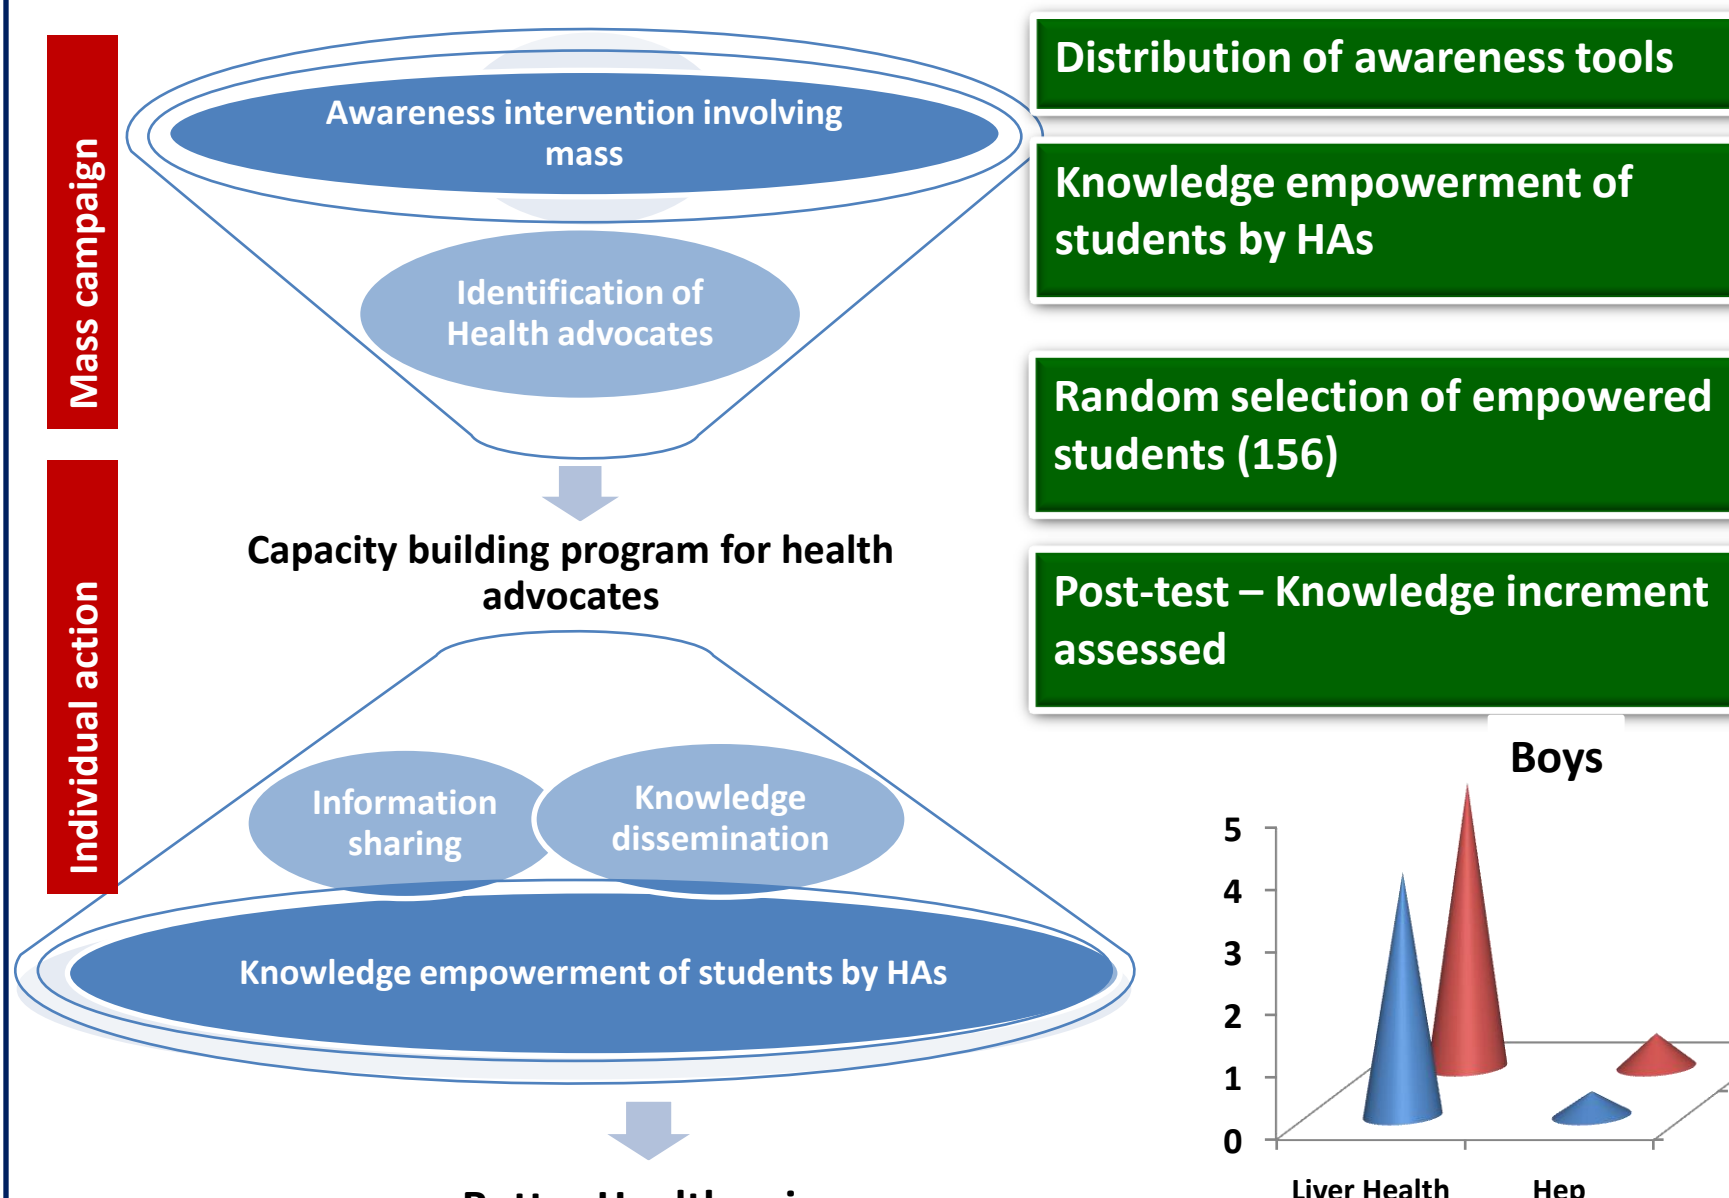 Mass campaign
Awareness intervention involving
mass
Identification of
Health advocates
Capacity building program for health
advocates
Individual action
Information
sharing
Knowledge
dissemination
Knowledge empowerment of students by HAs
Distribution of awareness tools
Knowledge empowerment of
students by HAs
Random selection of empowered
students (156)
Post-test – Knowledge increment
assessed
Boys
5
4
3
2
1
0
Liver Health
Hep